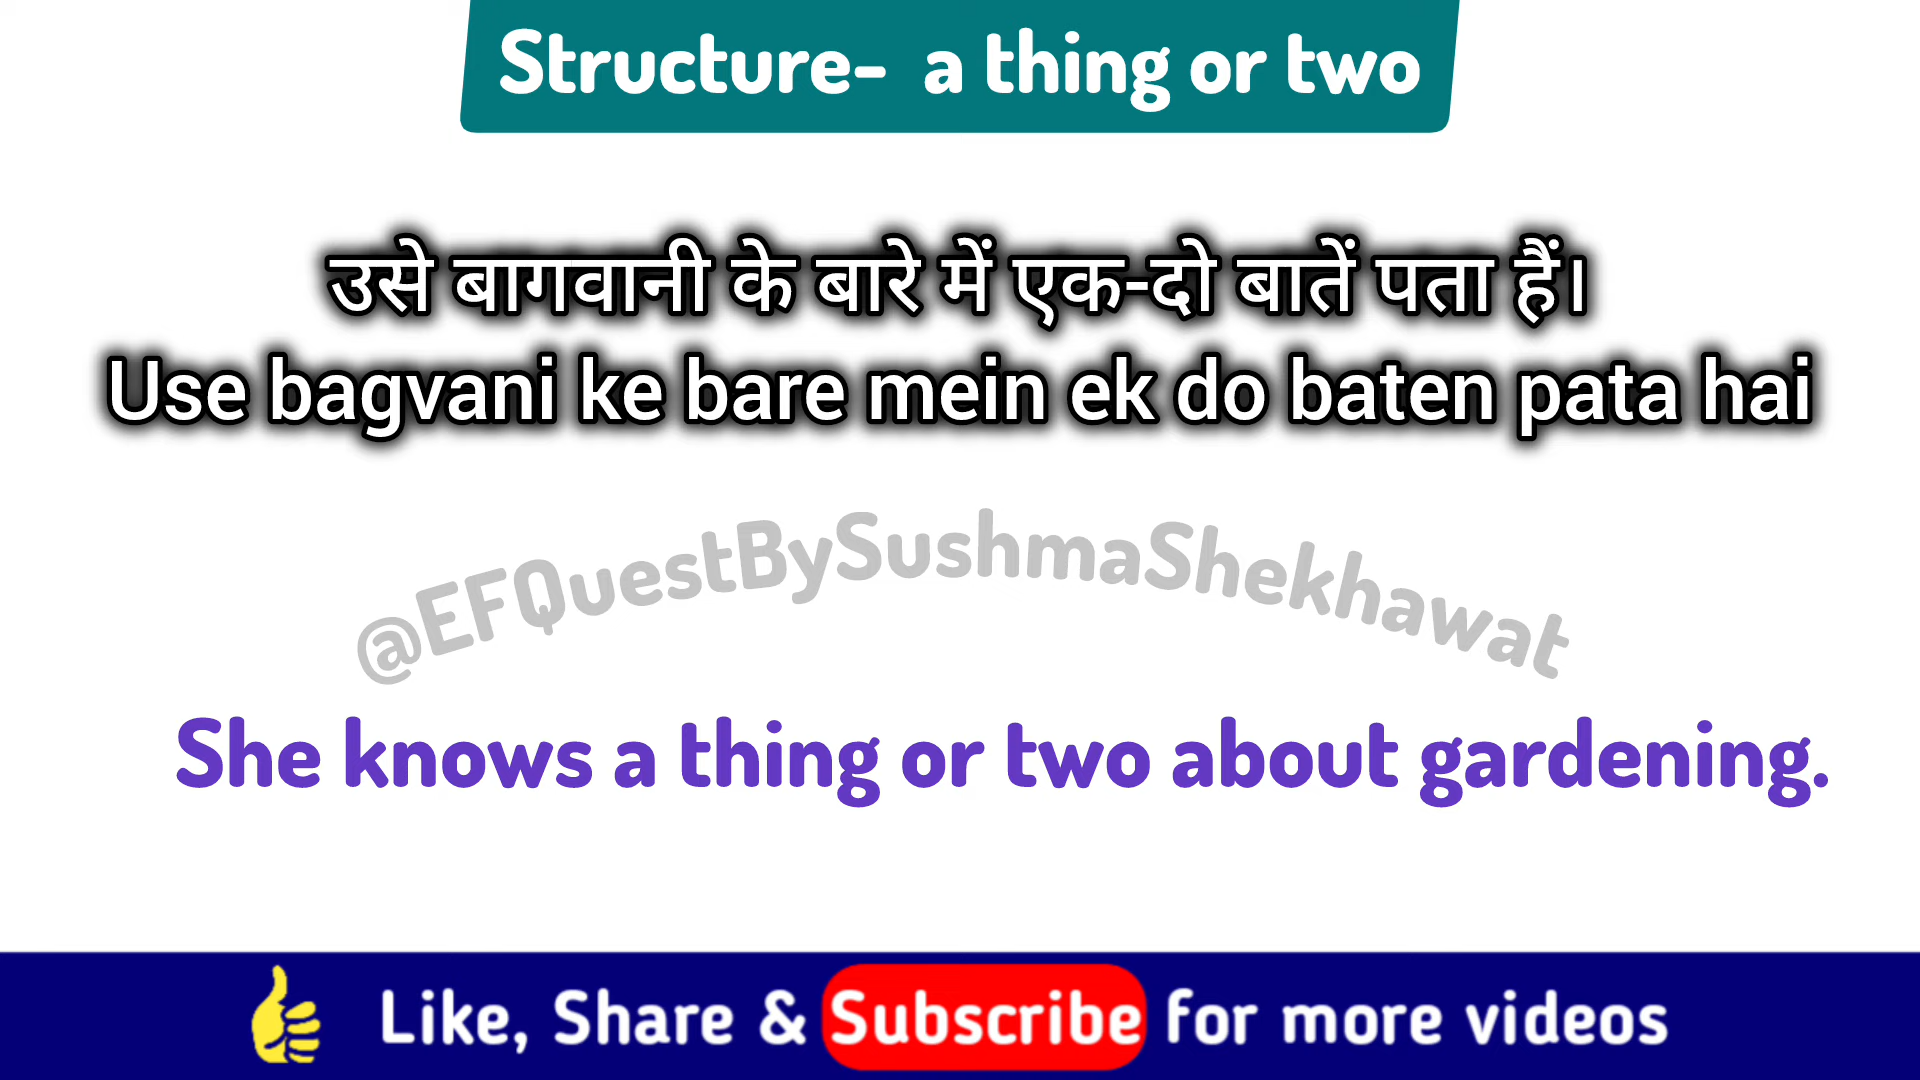 Structure- a thing or two
उसे बागवानी के बारे में एक-दो बातें पता हैं।
Use bagvani ke bare mein ek do baten pata hai
@EFQuestBySushmaShekhawat
She knows a thing or two about gardening.
Like, Share & Subscribe for more videos